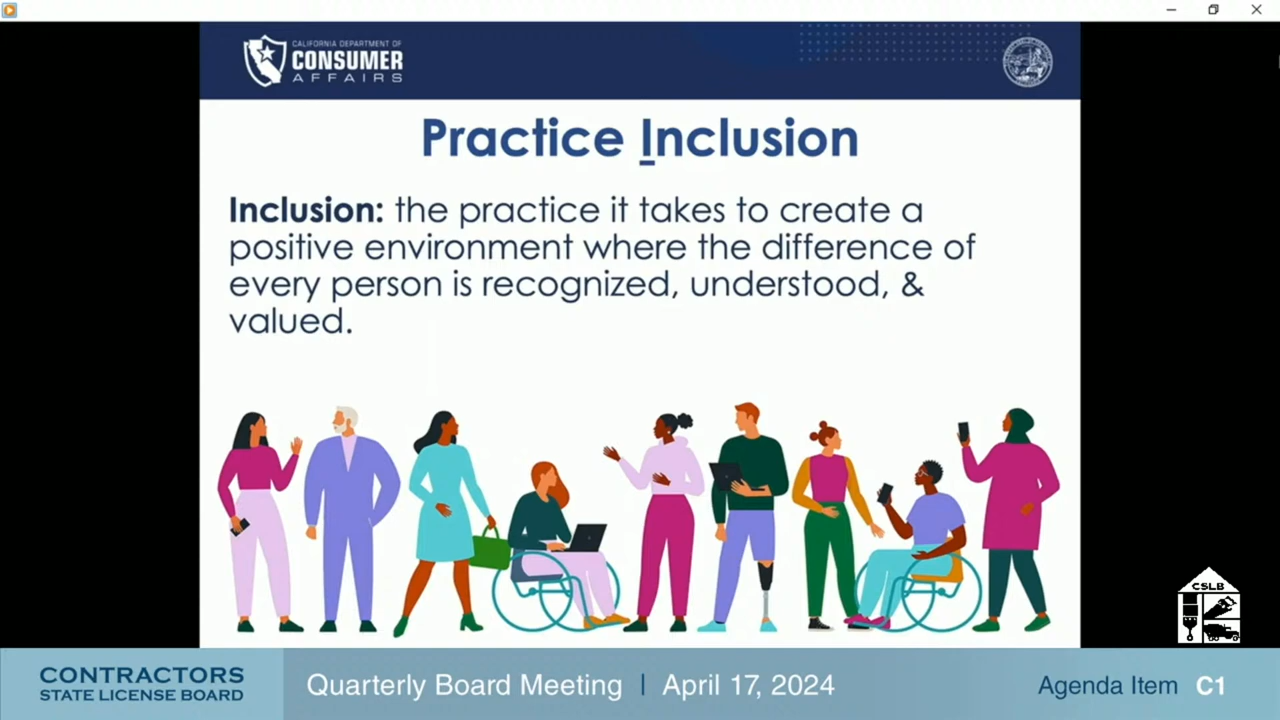 CALIFORNIA DEPARTMENT OF
CONSUMER
AFFAIRS
Practice Inclusion
Inclusion: the practice it takes to create a
positive environment where the difference of
every person is recognized, understood, &
valued.
CSLB
CONTRACTORS
STATE LICENSE BOARD
Quarterly Board Meeting | April 17, 2024
Agenda Item C1